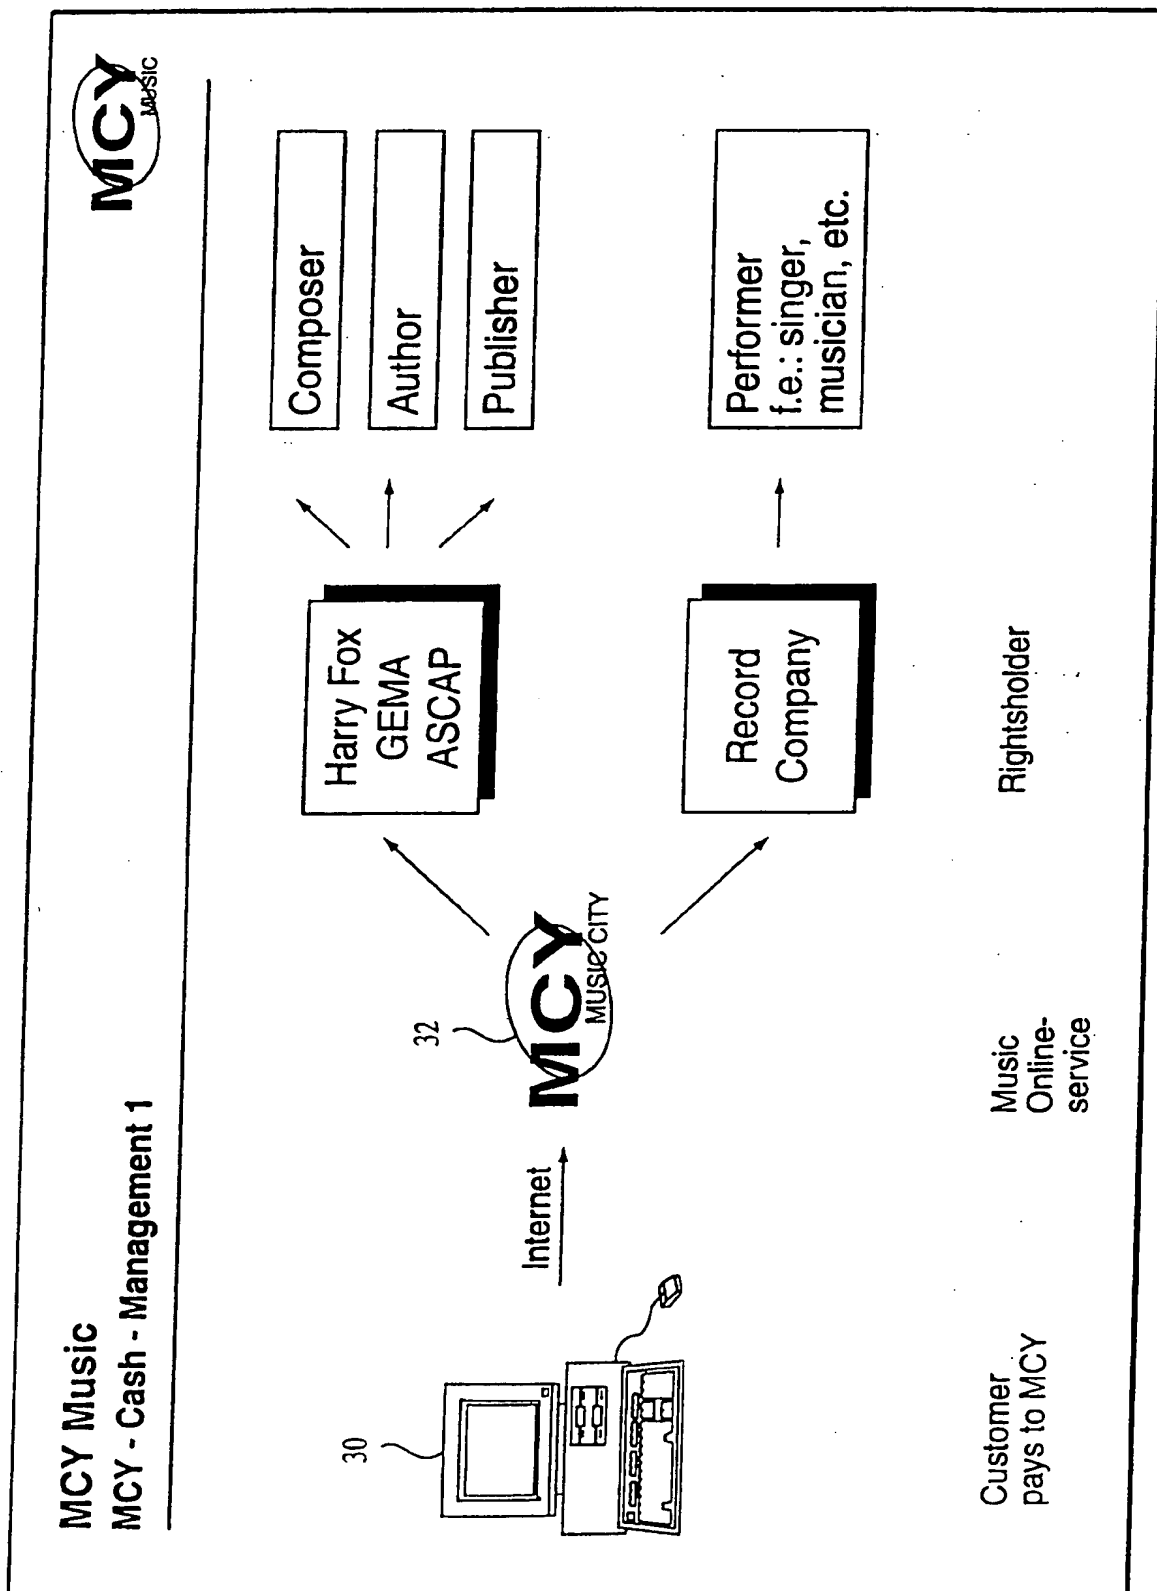 MCY Music
MCY - Cash - Management 1
MCY
MUSIC
30
Internet
32
MCY
MUSIC CITY
Harry Fox
GEMA
ASCAP
Composer
Author
Publisher
Record
Company
Performer
f.e.: singer,
musician, etc.
Customer
pays to MCY
Music
Online-
service
Rightsholder